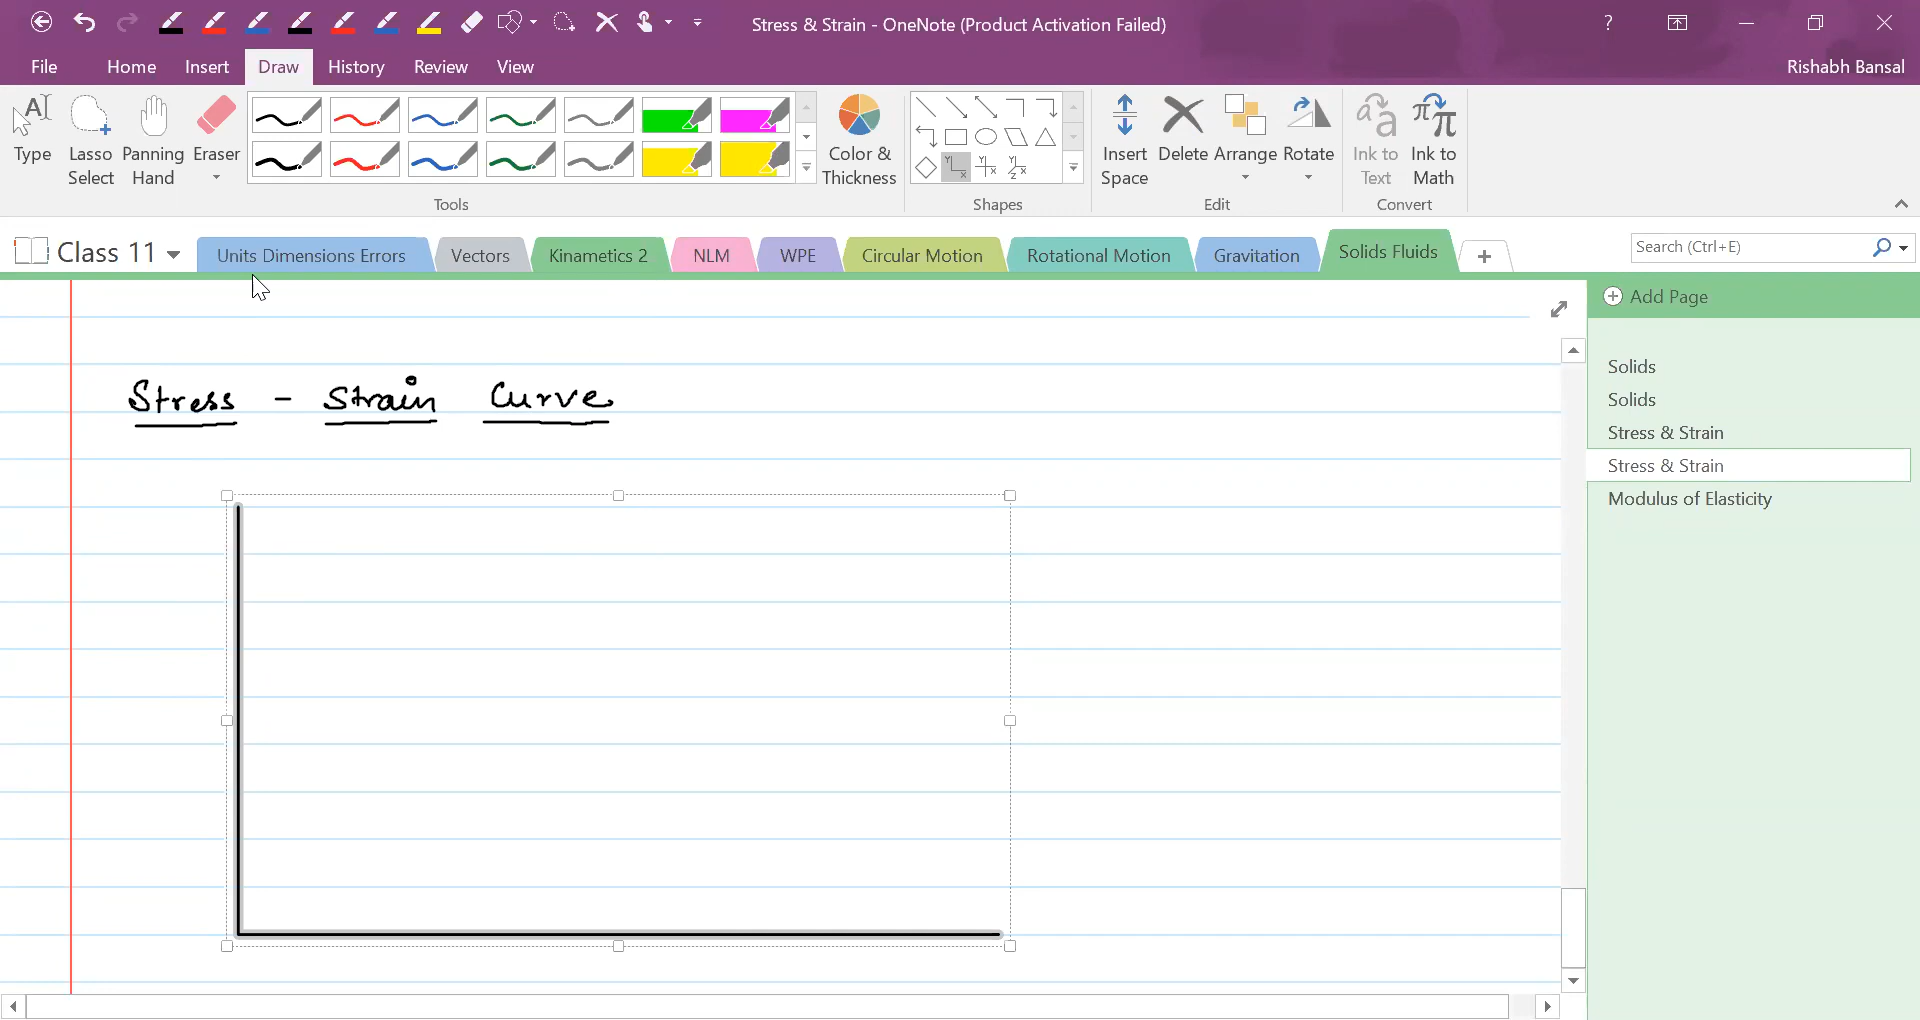 Stress & Strain - OneNote (Product Activation Failed)
?
File Home Insert Draw History Review View
Rishabh Bansal
Type
Lasso Select
Panning Hand
Eraser
Color & Thickness
Insert Space
Delete
Arrange
Rotate
Ink to Text
Ink to Math
Tools
Shapes
Edit
Convert
Class 11
Units Dimensions Errors
Vectors
Kinametics 2
NLM
WPE
Circular Motion
Rotational Motion
Gravitation
Solids Fluids
+
Search (Ctrl+E)
Add Page
Solids
Solids
Stress & Strain
Stress & Strain
Modulus of Elasticity
Stress - Strain Curve